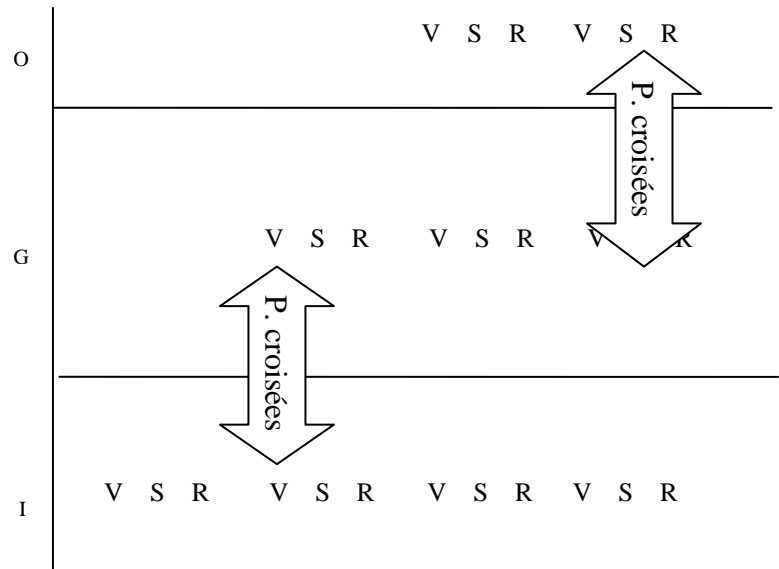 V S R V S R
O
P. croisées
V S R V S R V R
G
P. croisées
V S R V S R V S R V S R
I